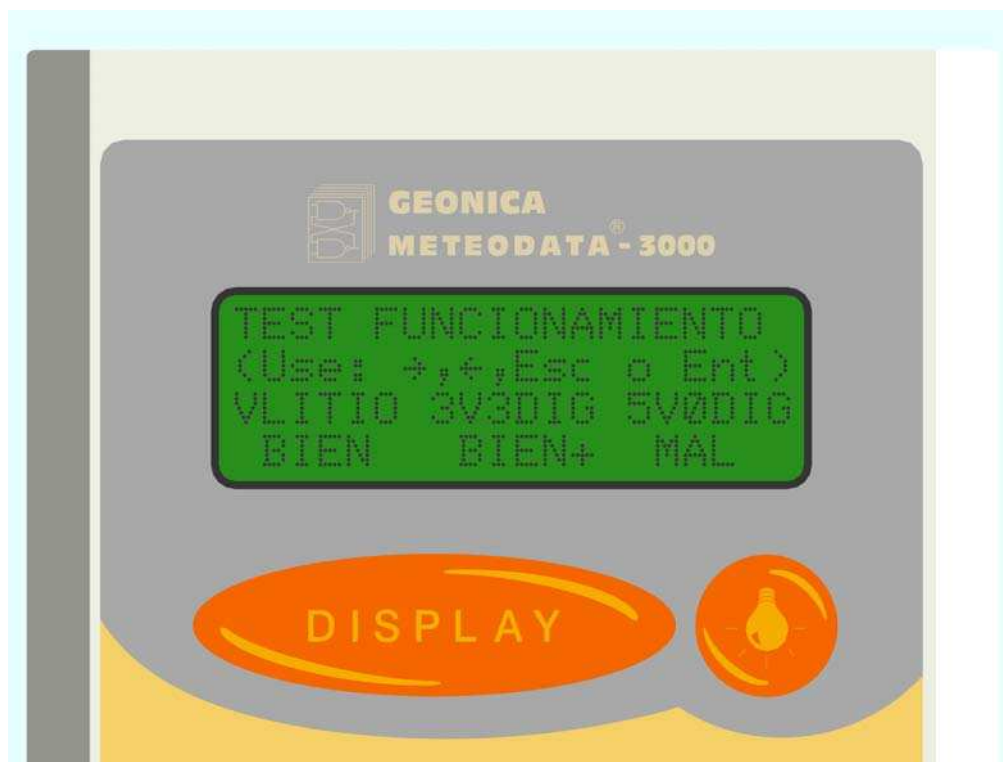 GEONICA
METEODATA®- 3000
TEST FUNCIONAMIENTO
(Use: →,←,Esc o Ent)
VLITIO 3V3DIG 5V0DIG
BIEN BIEN+ MAL
DISPLAY